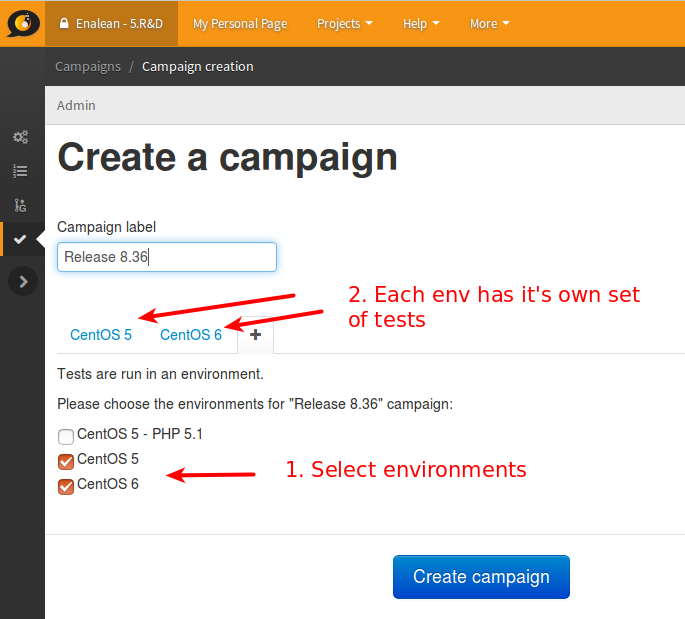 Enalean - 5.R&D My Personal Page Projects Help More
Campaigns / Campaign creation
Admin
Create a campaign
Campaign label
Release 8.36
2. Each env has it's own set
of tests
CentOS 5 CentOS 6 +
Tests are run in an environment.
Please choose the environments for "Release 8.36" campaign:
CentOS 5 - PHP 5.1
CentOS 5
1. Select environments
CentOS 6
Create campaign